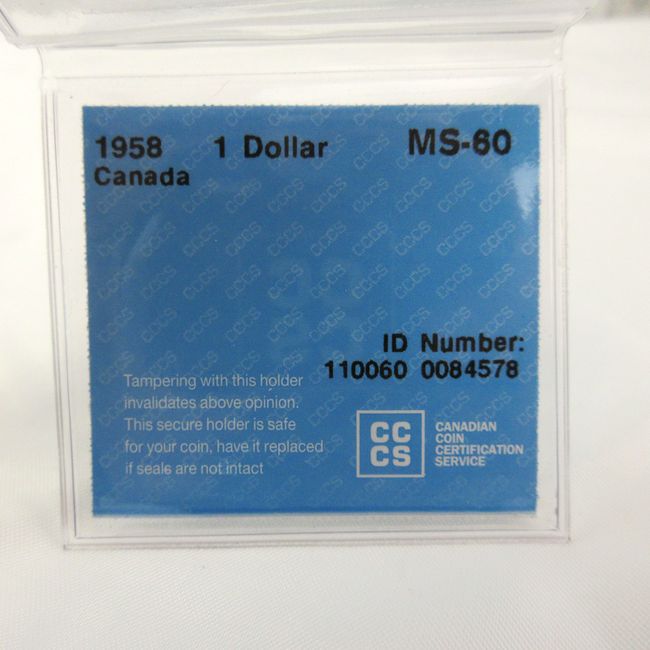 1958 1 Dollar MS-60
Canada
ID Number:
110060 0084578
Tampering with this holder
invalidates above opinion.
This secure holder is safe
for your coin, have it replaced
if seals are not intact
CC
CS
CANADIAN
COIN
CERTIFICATION
SERVICE